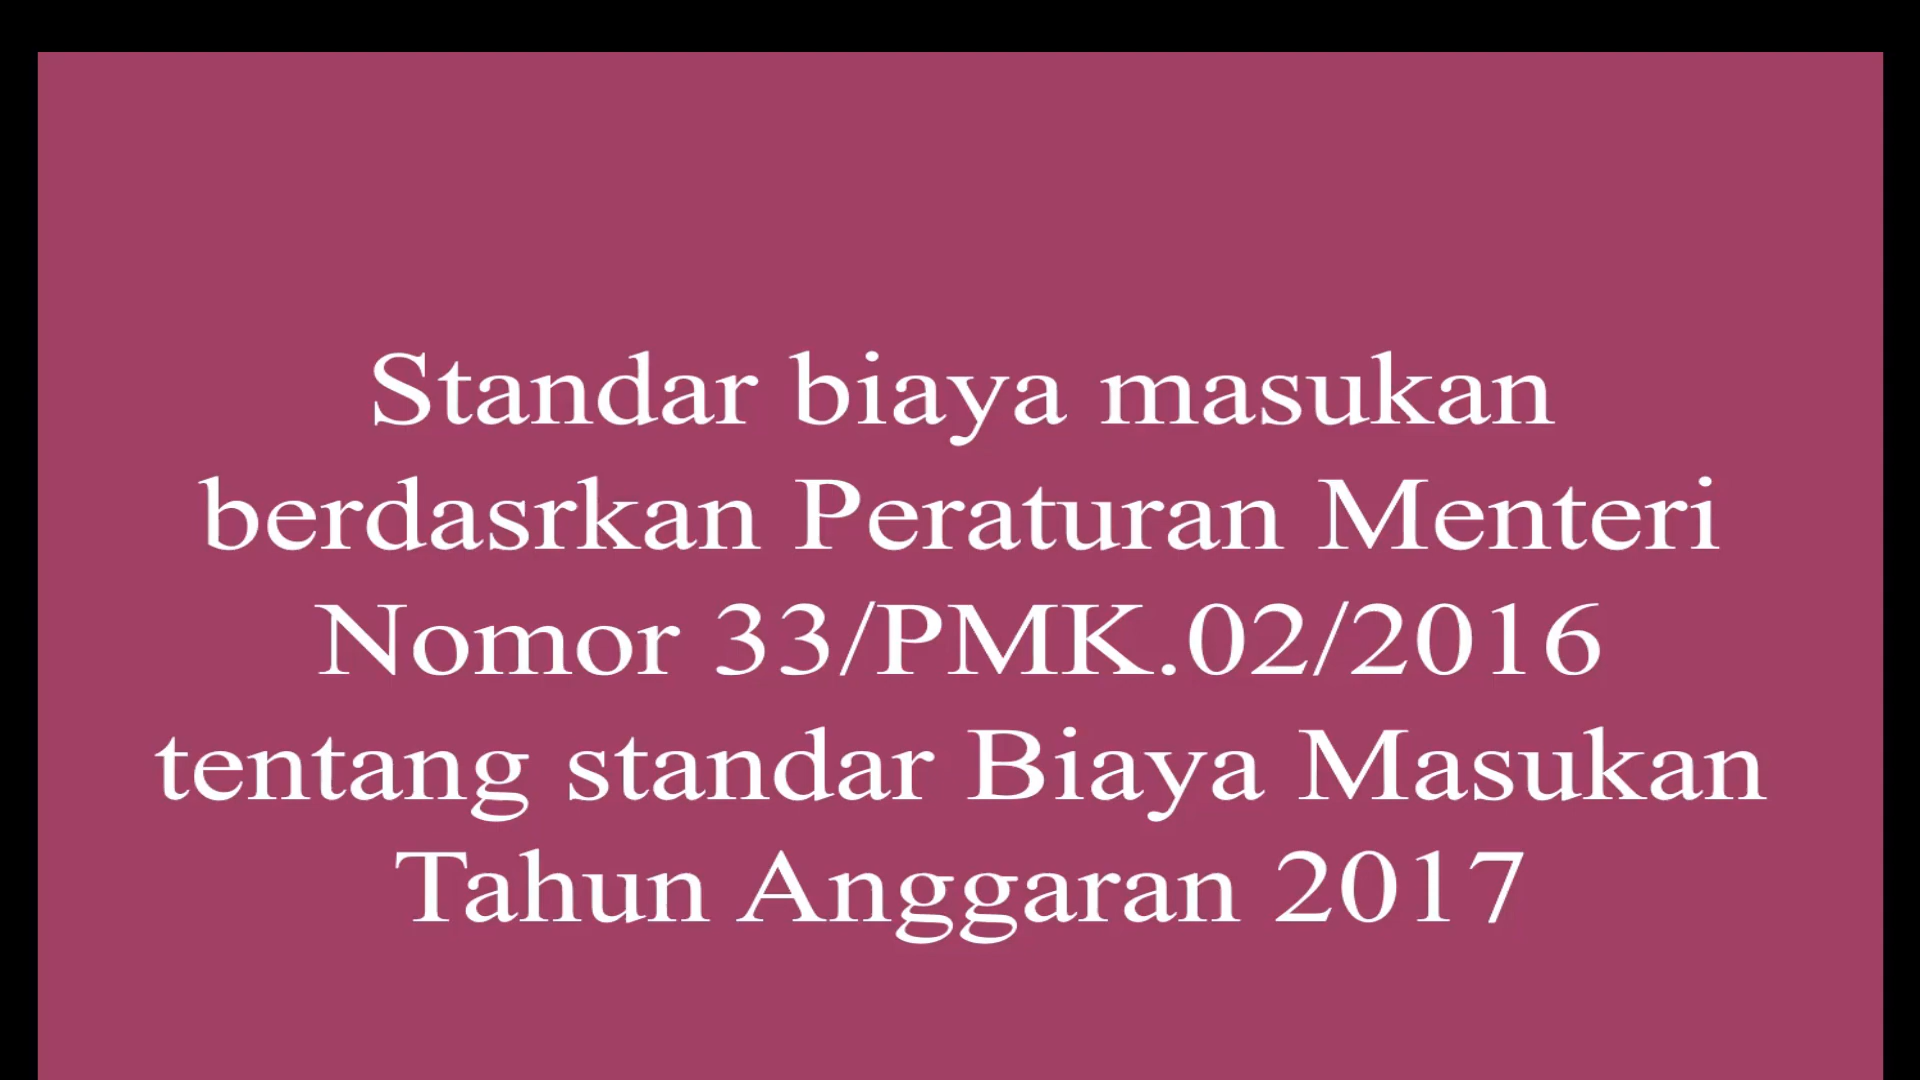 Standar biaya masukan
berdasrkan Peraturan Menteri
Nomor 33/PMK.02/2016
tentang standar Biaya Masukan
Tahun Anggaran 2017